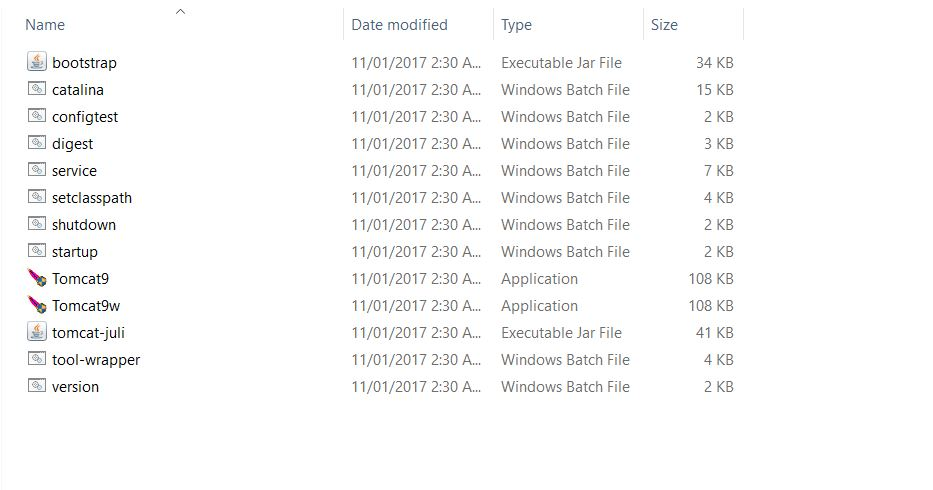 Name Date modified Type Size
bootstrap 11/01/2017 2:30 A... Executable Jar File 34 KB
catalina 11/01/2017 2:30 A... Windows Batch File 15 KB
configtest 11/01/2017 2:30 A... Windows Batch File 2 KB
digest 11/01/2017 2:30 A... Windows Batch File 3 KB
service 11/01/2017 2:30 A... Windows Batch File 7 KB
setclasspath 11/01/2017 2:30 A... Windows Batch File 4 KB
shutdown 11/01/2017 2:30 A... Windows Batch File 2 KB
startup 11/01/2017 2:30 A... Windows Batch File 2 KB
Tomcat9 11/01/2017 2:30 A... Application 108 KB
Tomcat9w 11/01/2017 2:30 A... Application 108 KB
tomcat-juli 11/01/2017 2:30 A... Executable Jar File 41 KB
tool-wrapper 11/01/2017 2:30 A... Windows Batch File 4 KB
version 11/01/2017 2:30 A... Windows Batch File 2 KB